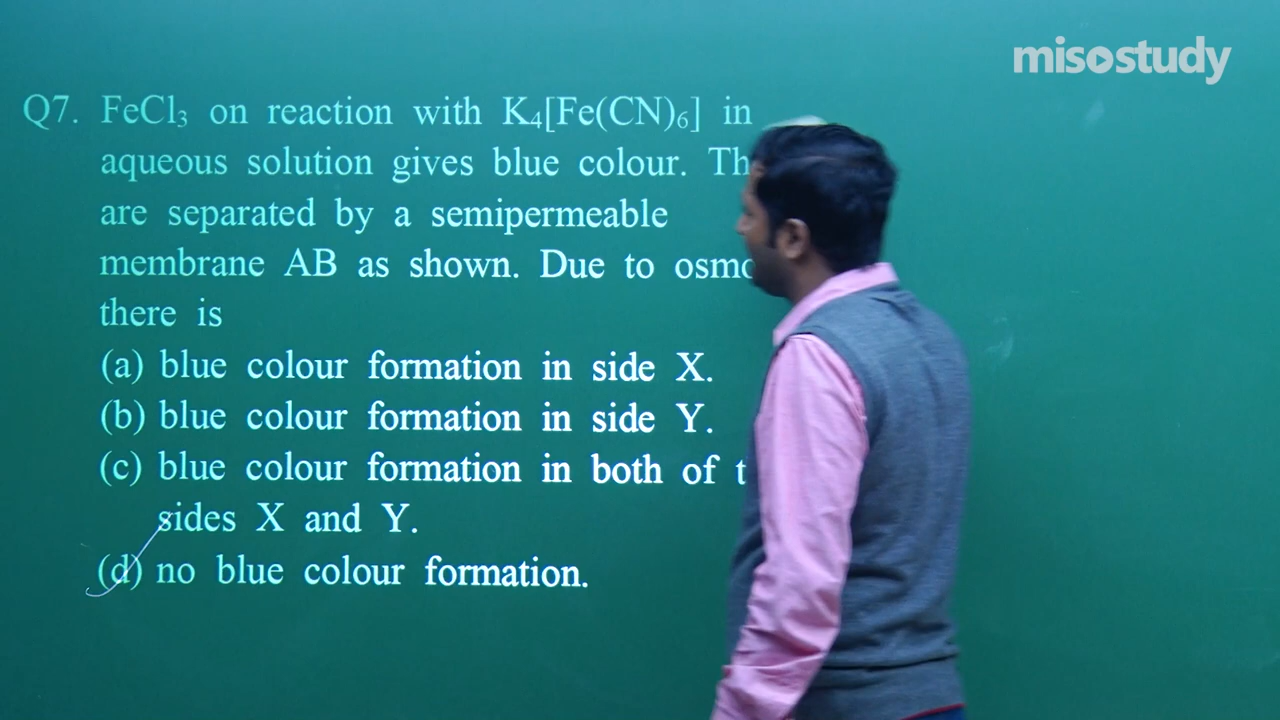 misostudy
Q7. FeCl₃ on reaction with K₄[Fe(CN)₆] in
aqueous solution gives blue colour.
are separated by a semipermeable
membrane AB as shown. Due to
there is
(a) blue colour formation in side X.
(b) blue colour formation in side Y.
(c) blue colour formation in both of
sides X and Y.
(d) no blue colour formation.